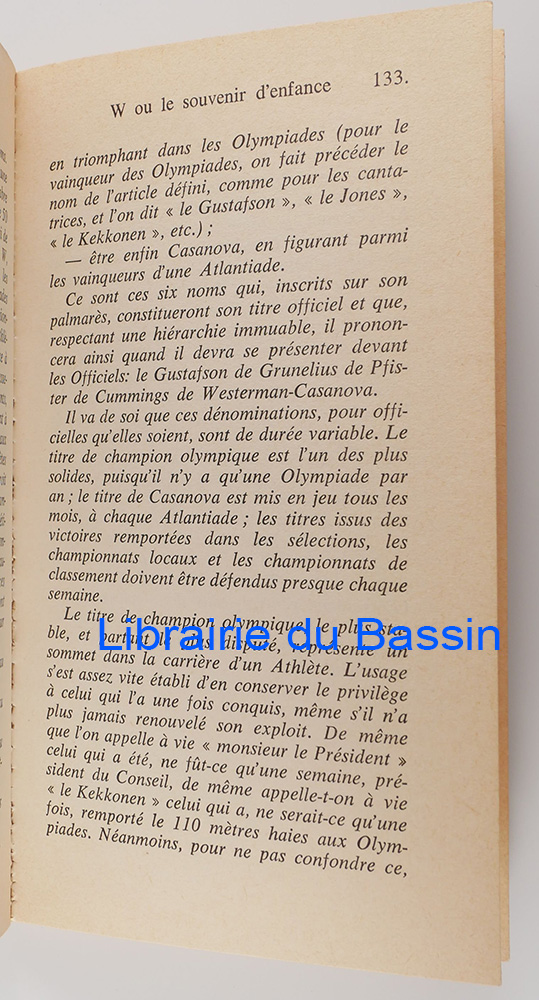 W ou le souvenir d'enfance 133.
en triomphant dans les Olympiades (pour le
vainqueur des Olympiades, on fait précéder le
nom de l'article défini, comme pour les canta-
trices, et l'on dit « le Gustafson », « le Jones »,
« le Kekkonen », etc.) ;
— être enfin Casanova, en figurant parmi
les vainqueurs d'une Atlantiade.
Ce sont ces six noms qui, inscrits sur son
palmarès, constitueront son titre officiel et que,
respectant une hiérarchie immuable, il pronon-
cera ainsi quand il devra se présenter devant
les Officiels: le Gustafson de Grunelius de Pfis-
ter de Cummings de Westerman-Casanova.
Il va de soi que ces dénominations, pour offi-
cielles qu'elles soient, sont de durée variable. Le
titre de champion olympique est l'un des plus
solides, puisqu'il n'y a qu'une Olympiade par
an ; le titre de Casanova est mis en jeu tous les
mois, à chaque Atlantiade ; les titres issus des
victoires remportées dans les sélections, les
championnats locaux et les championnats de
classement doivent être défendus presque chaque
semaine.
Le titre de champion olympique, le plus sta-
ble, et partant le plus disputé, représente un
Librairie du Bassin
sommet dans la carrière d'un Athlète. L'usage
s'est assez vite établi d'en conserver le privilège
à celui qui l'a une fois conquis, même s'il n'a
plus jamais renouvelé son exploit. De même
que l'on appelle à vie « monsieur le Président »
celui qui a été, ne fût-ce qu'une semaine, pré-
sident du Conseil, de même appelle-t-on à vie
« le Kekkonen » celui qui a, ne serait-ce qu'une
fois, remporté le 110 mètres haies aux Olym-
piades. Néanmoins, pour ne pas confondre ce,